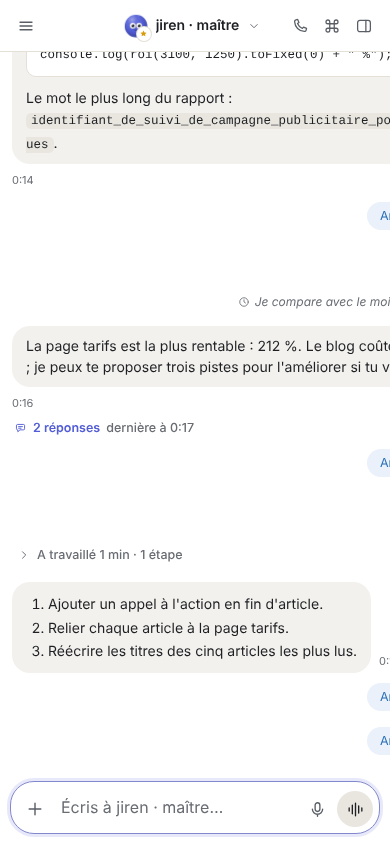 jiren · maître
console.log(roi(3100, 1250).toFixed(0) + " %");
Le mot le plus long du rapport :
identifiant_de_suivi_de_campagne_publicitaire_po
ues .
0:14
Je compare avec le moi
La page tarifs est la plus rentable : 212 %. Le blog coûte
; je peux te proposer trois pistes pour l'améliorer si tu v
0:16
2 réponses dernière à 0:17
A travaillé 1 min · 1 étape
1. Ajouter un appel à l'action en fin d'article.
2. Relier chaque article à la page tarifs.
3. Réécrire les titres des cinq articles les plus lus.
Écris à jiren · maître...